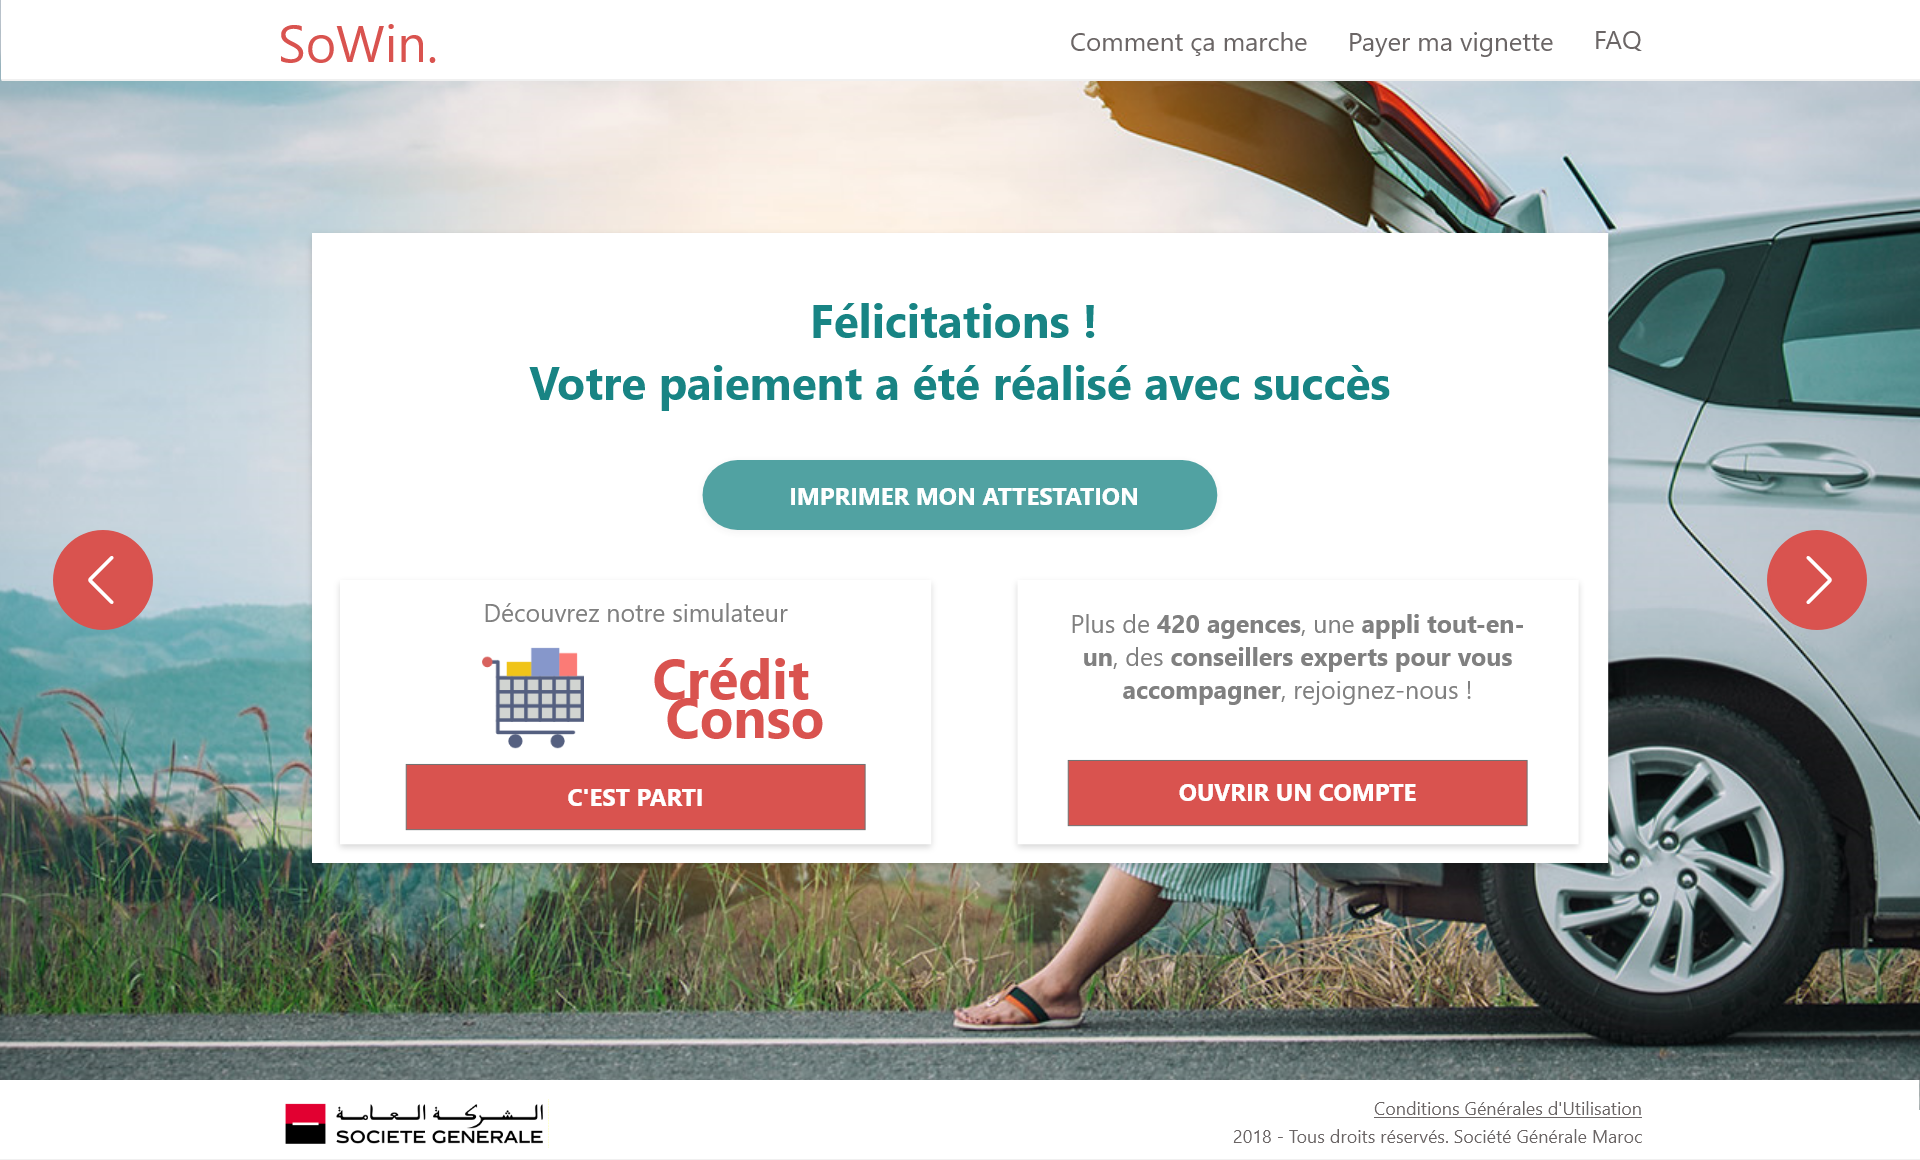 SoWin.
Comment ça marche
Payer ma vignette
FAQ
Félicitations !
Votre paiement a été réalisé avec succès
IMPRIMER MON ATTESTATION
Découvrez notre simulateur
Crédit
Conso
C'EST PARTI
Plus de 420 agences, une appli tout-en-
un, des conseillers experts pour vous
accompagner, rejoignez-nous !
OUVRIR UN COMPTE
الشركة العامة
SOCIETE GENERALE
Conditions Générales d'Utilisation
2018 - Tous droits réservés. Société Générale Maroc